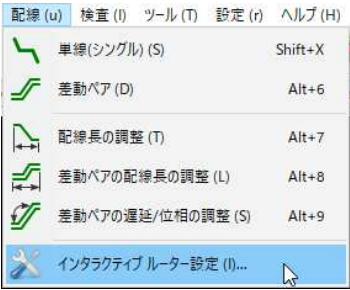 配線(u) 検査(I) ツール(T) 設定(r) ヘルプ(H)
単線(シングル) (S) Shift+X
差動ペア (D) Alt+6
配線長の調整 (T) Alt+7
差動ペアの配線長の調整 (L) Alt+8
差動ペアの遅延/位相の調整 (S) Alt+9
インタラクティブ ルーター設定 (I)...